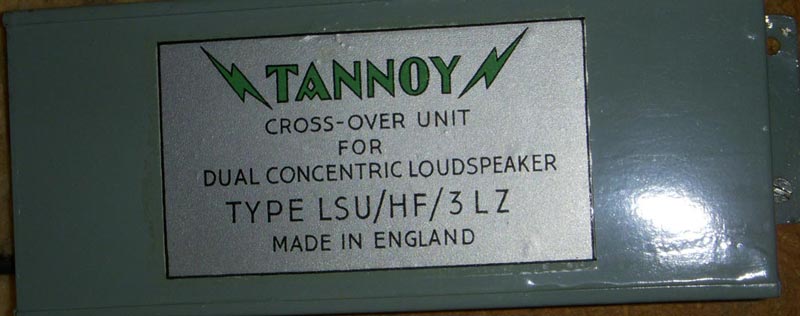 TANNOY
CROSS-OVER UNIT
FOR
DUAL CONCENTRIC LOUDSPEAKER
TYPE LSU/HF/3 LZ
MADE IN ENGLAND